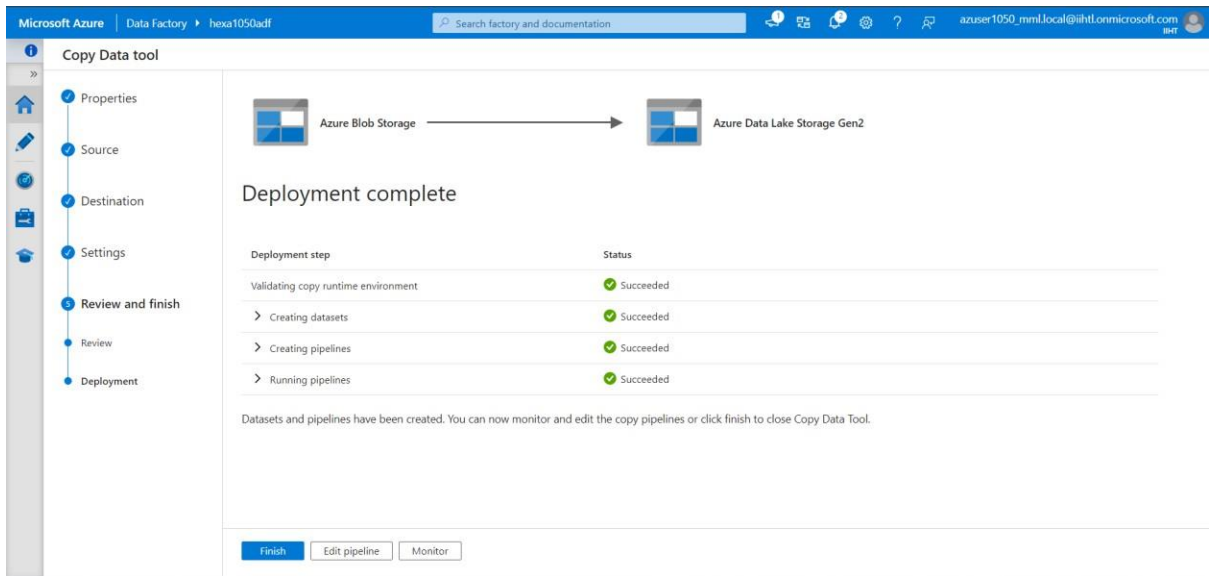 Microsoft Azure | Data Factory ▸ hexa1050adf
Search factory and documentation
1
2
?
azuser1050_mml.local@iihtl.onmicrosoft.com
IIHT
»
Copy Data tool
Properties
Source
Destination
Settings
5 Review and finish
Review
Deployment
Azure Blob Storage
Azure Data Lake Storage Gen2
Deployment complete
Deployment step Status
Validating copy runtime environment Succeeded
> Creating datasets Succeeded
> Creating pipelines Succeeded
> Running pipelines Succeeded
Datasets and pipelines have been created. You can now monitor and edit the copy pipelines or click finish to close Copy Data Tool.
Finish Edit pipeline Monitor